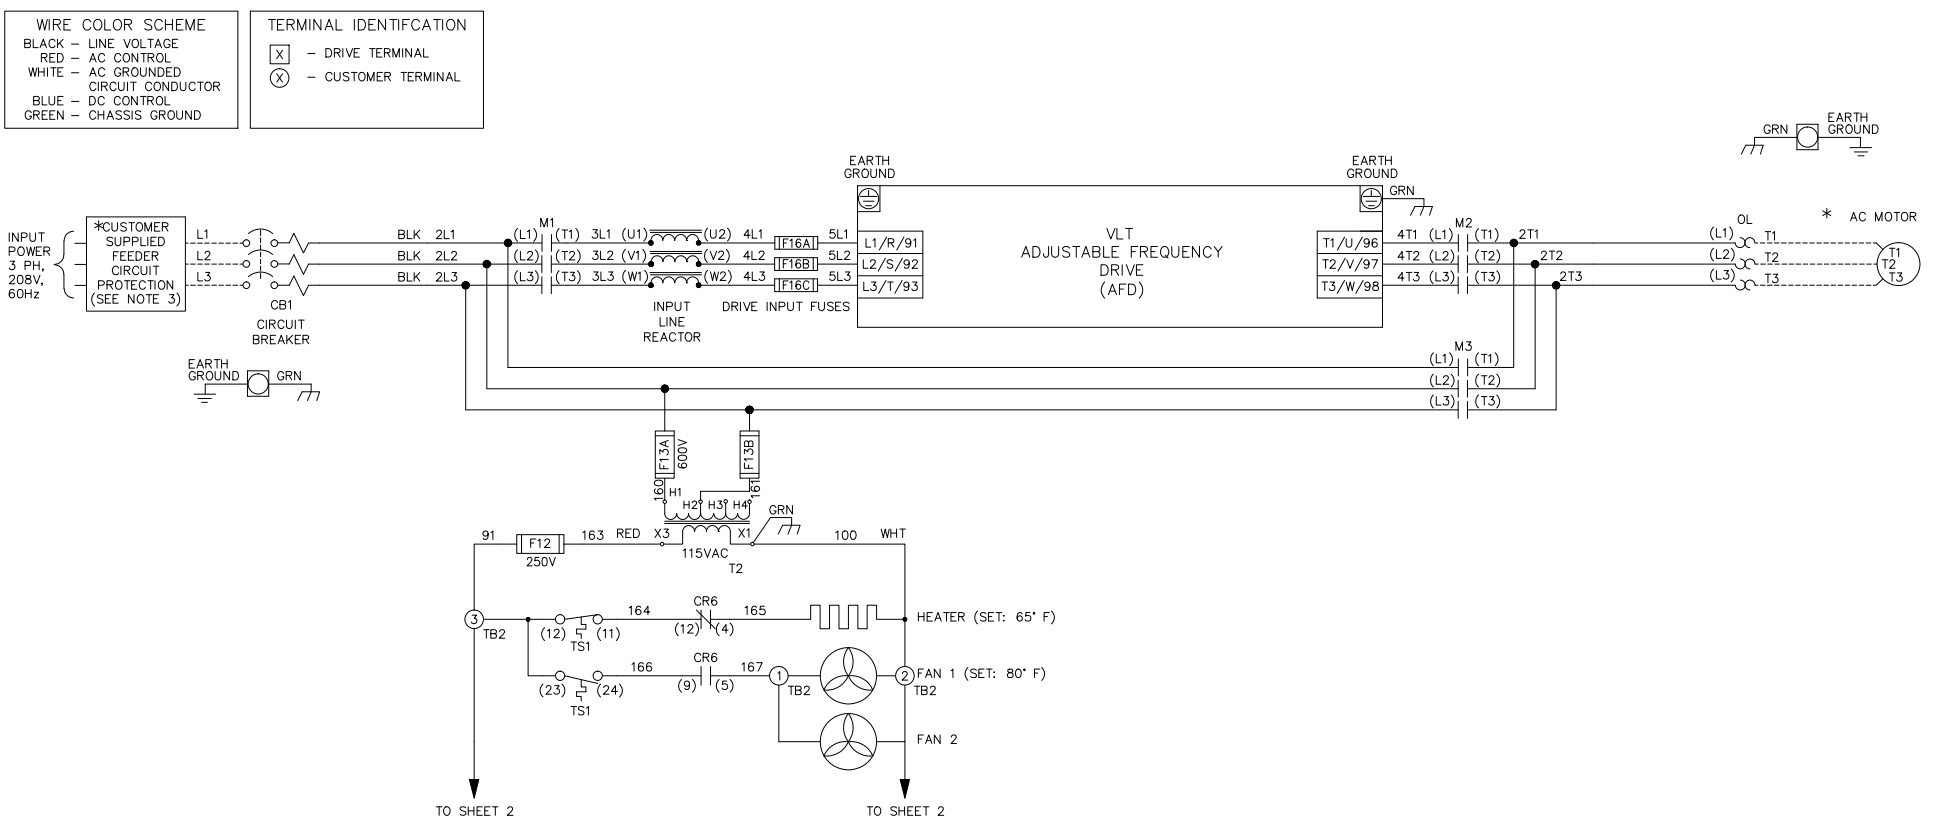 WIRE COLOR SCHEME
BLACK – LINE VOLTAGE
RED – AC CONTROL
WHITE – AC GROUNDED
CIRCUIT CONDUCTOR
BLUE – DC CONTROL
GREEN – CHASSIS GROUND
TERMINAL IDENTIFCATION
X – DRIVE TERMINAL
X – CUSTOMER TERMINAL
GRN
EARTH
GROUND
INPUT
POWER
3 PH,
208V,
60Hz
*CUSTOMER
SUPPLIED
FEEDER
CIRCUIT
PROTECTION
(SEE NOTE 3)
L1
L2
L3
CB1
CIRCUIT
BREAKER
BLK 2L1
BLK 2L2
BLK 2L3
M1
(L1) (T1) 3L1 (U1) (U2) 4L1 F16A 5L1
(L2) (T2) 3L2 (V1) (V2) 4L2 F16B 5L2
(L3) (T3) 3L3 (W1) (W2) 4L3 F16C 5L3
INPUT
LINE
REACTOR
DRIVE INPUT FUSES
EARTH
GROUND
L1/R/91
L2/S/92
L3/T/93
VLT
ADJUSTABLE FREQUENCY
DRIVE
(AFD)
EARTH
GROUND
GRN
T1/U/96
T2/V/97
T3/W/98
M2
4T1 (L1) (T1) 2T1
4T2 (L2) (T2) 2T2
4T3 (L3) (T3) 2T3
OL
(L1) T1
(L2) T2
(L3) T3
* AC MOTOR
T1
T2
T3
M3
(L1) (T1)
(L2) (T2)
(L3) (T3)
EARTH
GROUND
GRN
F13A
600V
F13B
160
161
H1
H2 H3 H4
GRN
91 F12 163 RED X3 X1 100 WHT
250V
115VAC
T2
3
TB2
(12) (11)
TS1
164
CR6
(12) (4)
165
HEATER (SET: 65° F)
(23) (24)
TS1
166
CR6
(9) (5)
167
1
TB2
2
TB2
FAN 1 (SET: 80° F)
FAN 2
TO SHEET 2
TO SHEET 2